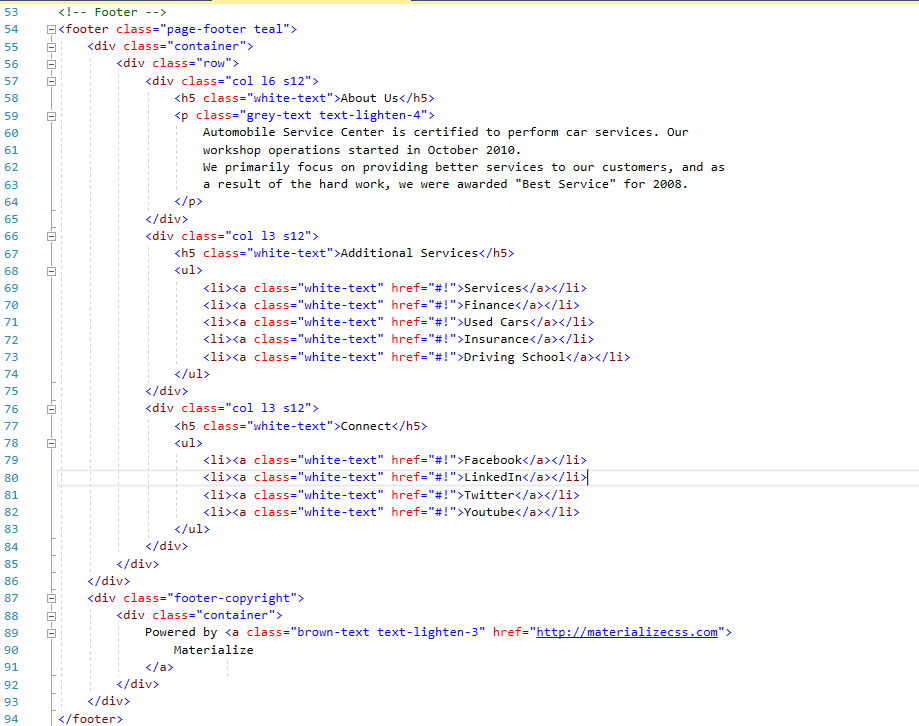 53 <!-- Footer -->
54 <footer class="page-footer teal">
55 <div class="container">
56 <div class="row">
57 <div class="col l6 s12">
58 <h5 class="white-text">About Us</h5>
59 <p class="grey-text text-lighten-4">
60 Automobile Service Center is certified to perform car services. Our
61 workshop operations started in October 2010.
62 We primarily focus on providing better services to our customers, and as
63 a result of the hard work, we were awarded "Best Service" for 2008.
64 </p>
65 </div>
66 <div class="col l3 s12">
67 <h5 class="white-text">Additional Services</h5>
68 <ul>
69 <li><a class="white-text" href="#!">Services</a></li>
70 <li><a class="white-text" href="#!">Finance</a></li>
71 <li><a class="white-text" href="#!">Used Cars</a></li>
72 <li><a class="white-text" href="#!">Insurance</a></li>
73 <li><a class="white-text" href="#!">Driving School</a></li>
74 </ul>
75 </div>
76 <div class="col l3 s12">
77 <h5 class="white-text">Connect</h5>
78 <ul>
79 <li><a class="white-text" href="#!">Facebook</a></li>
80 <li><a class="white-text" href="#!">LinkedIn</a></li>
81 <li><a class="white-text" href="#!">Twitter</a></li>
82 <li><a class="white-text" href="#!">Youtube</a></li>
83 </ul>
84 </div>
85 </div>
86 </div>
87 <div class="footer-copyright">
88 <div class="container">
89 Powered by <a class="brown-text text-lighten-3" href="http://materializecss.com">
90 Materialize
91 </a>
92 </div>
93 </div>
94 </footer>